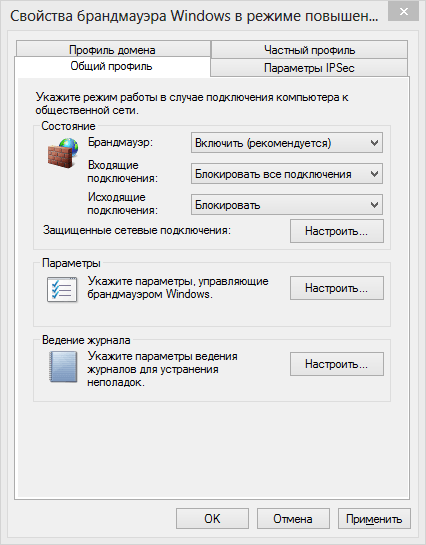 Свойства брандмауэра Windows в режиме повышен...
Профиль домена
Частный профиль
Общий профиль
Параметры IPSec
Укажите режим работы в случае подключения компьютера к
общественной сети.
Состояние
Брандмауэр:
Включить (рекомендуется)
Входящие
подключения:
Блокировать все подключения
Исходящие
подключения:
Блокировать
Защищенные сетевые подключения:
Настроить...
Параметры
Укажите параметры, управляющие
брандмауэром Windows.
Настроить...
Ведение журнала
Укажите параметры ведения
журналов для устранения
неполадок.
Настроить...
OK
Отмена
Применить